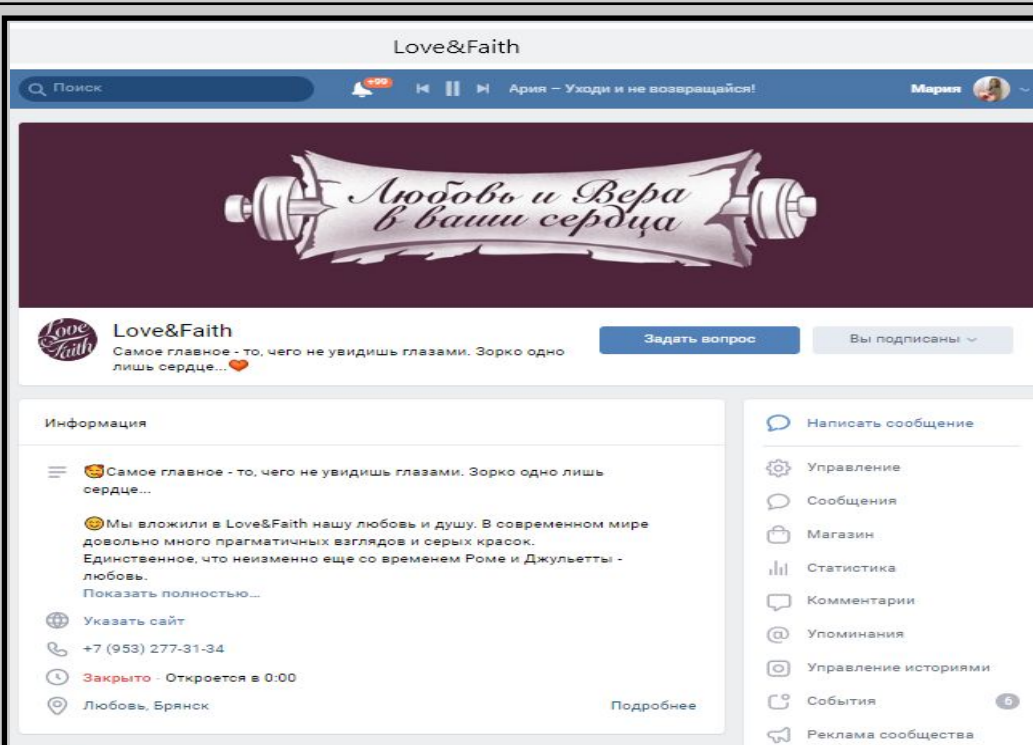 Love&Faith
Поиск
+99
Ария – Уходи и не возвращайся!
Мария
Любовь и Вера
в ваши сердца
Love
Faith
Love&Faith
Самое главное - то, чего не увидишь глазами. Зорко одно
лишь сердце...❤️
Задать вопрос
Вы подписаны
Информация
🥰Самое главное - то, чего не увидишь глазами. Зорко одно лишь
сердце...
😊Мы вложили в Love&Faith нашу любовь и душу. В современном мире
довольно много прагматичных взглядов и серых красок.
Единственное, что неизменно еще со временем Роме и Джульетты -
любовь.
Показать полностью...
Указать сайт
+7 (953) 277-31-34
Закрыто · Откроется в 0:00
Любовь, Брянск
Подробнее
Написать сообщение
Управление
Сообщения
Магазин
Статистика
Комментарии
Упоминания
Управление историями
События
6
Реклама сообщества